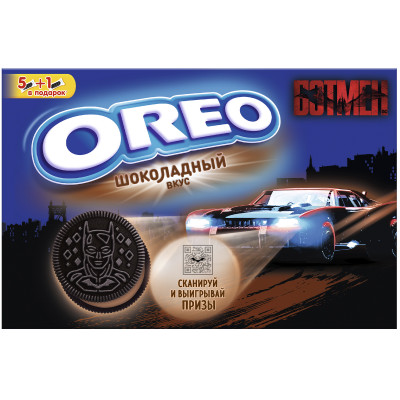 5+1
в подарок
OREO
БЭТМЕН
ШОКОЛАДНЫЙ
ВКУС
СКАНИРУЙ
И ВЫИГРЫВАЙ
ПРИЗЫ